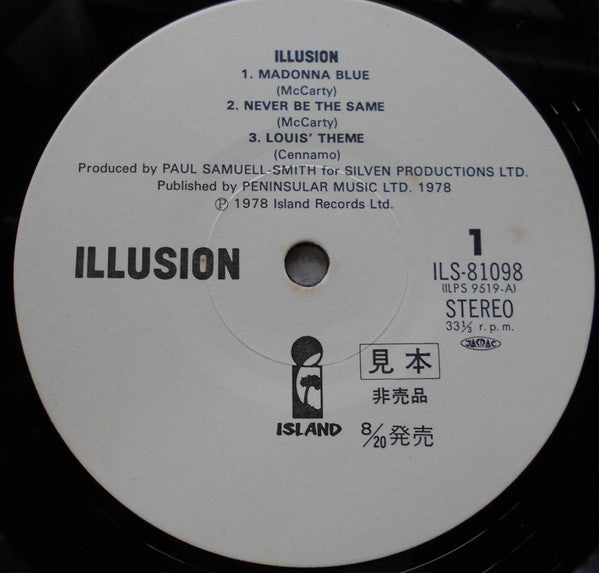 ILLUSION
1. MADONNA BLUE
(McCarty)
2. NEVER BE THE SAME
(McCarty)
3. LOUIS' THEME
(Cennamo)
Produced by PAUL SAMUELL-SMITH for SILVEN PRODUCTIONS LTD.
Published by PENINSULAR MUSIC LTD. 1978
Ⓟ 1978 Island Records Ltd.
ILLUSION
1
ILS-81098
(ILPS 9519-A)
STEREO
33⅓ r.p.m.
JASRAC
見本
非売品
ISLAND
8/20発売